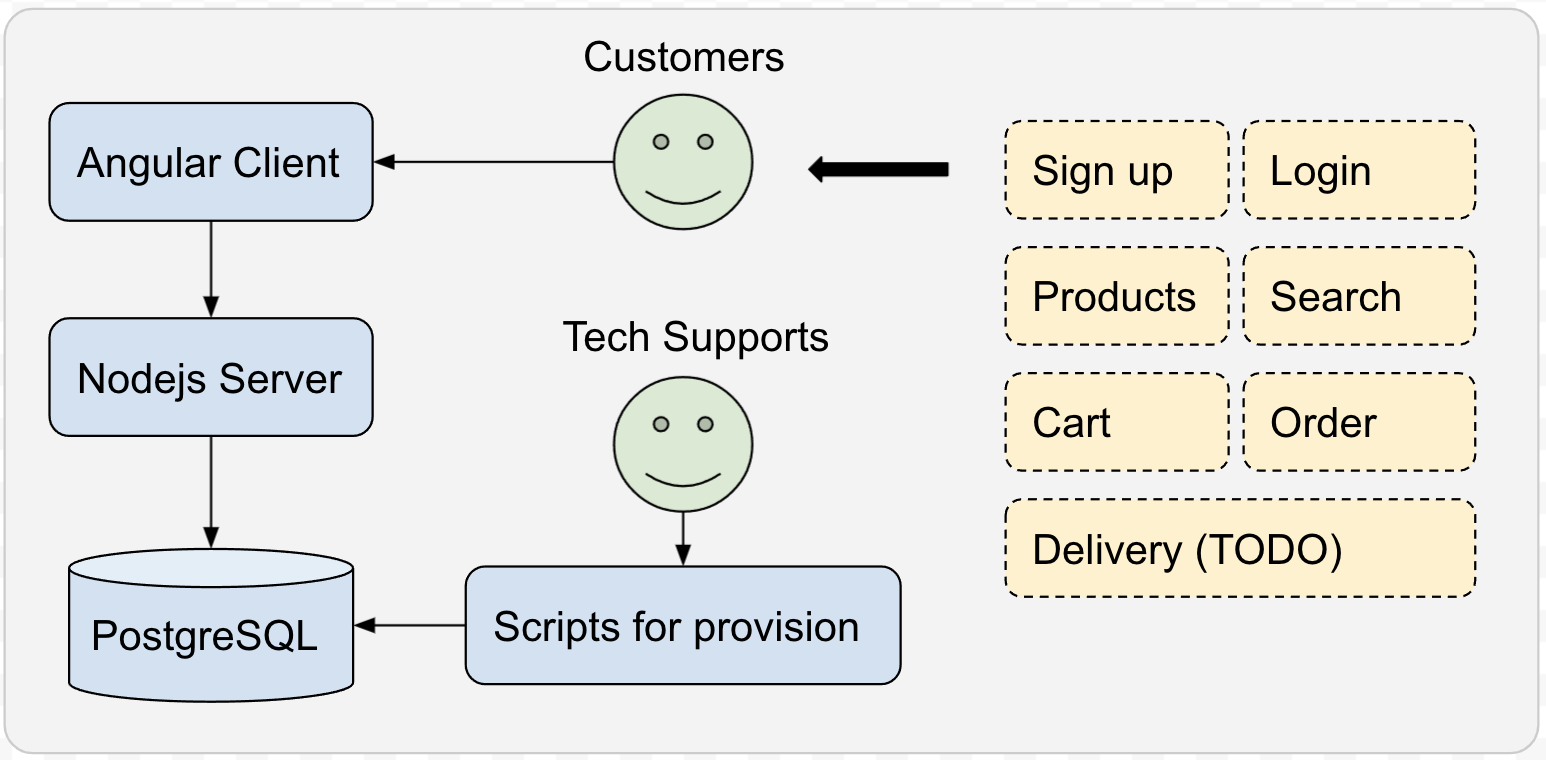 Customers
Angular Client
Sign up
Login
Products
Search
Tech Supports
Nodejs Server
Cart
Order
Delivery (TODO)
PostgreSQL
Scripts for provision